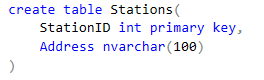 create table Stations(
    StationID int primary key,
    Address nvarchar(100)
)